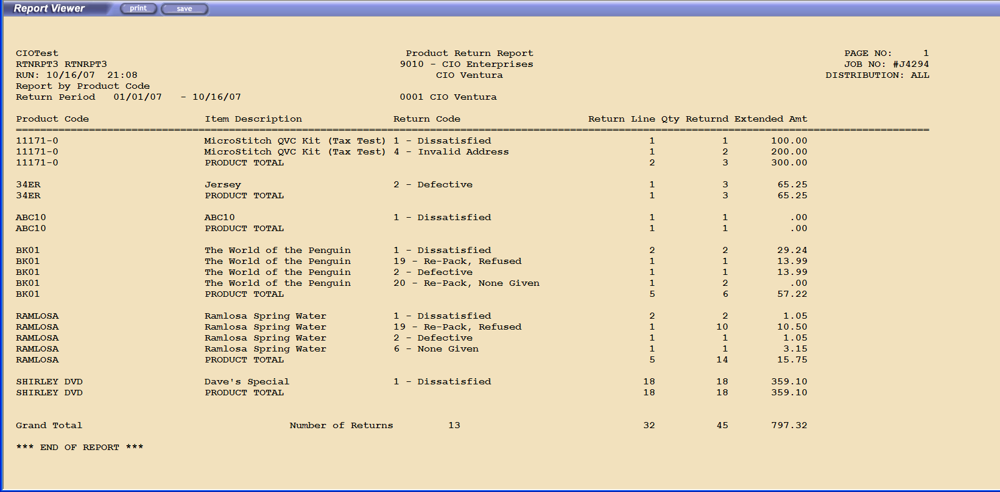 Report Viewer print save
CIOTest Product Return Report PAGE NO: 1
RTNRPT3 RTNRPT3 9010 - CIO Enterprises JOB NO: #J4294
RUN: 10/16/07 21:08 CIO Ventura DISTRIBUTION: ALL
Report by Product Code
Return Period 01/01/07 - 10/16/07 0001 CIO Ventura
Product Code Item Description Return Code Return Line Qty Returnd Extended Amt
======================================================================================================================================================
11171-0 MicroStitch QVC Kit (Tax Test) 1 - Dissatisfied 1 1 100.00
11171-0 MicroStitch QVC Kit (Tax Test) 4 - Invalid Address 1 2 200.00
11171-0 PRODUCT TOTAL 2 3 300.00
34ER Jersey 2 - Defective 1 3 65.25
34ER PRODUCT TOTAL 1 3 65.25
ABC10 ABC10 1 - Dissatisfied 1 1 .00
ABC10 PRODUCT TOTAL 1 1 .00
BK01 The World of the Penguin 1 - Dissatisfied 2 2 29.24
BK01 The World of the Penguin 19 - Re-Pack, Refused 1 1 13.99
BK01 The World of the Penguin 2 - Defective 1 1 13.99
BK01 The World of the Penguin 20 - Re-Pack, None Given 1 2 .00
BK01 PRODUCT TOTAL 5 6 57.22
RAMLOSA Ramlosa Spring Water 1 - Dissatisfied 2 2 1.05
RAMLOSA Ramlosa Spring Water 19 - Re-Pack, Refused 1 10 10.50
RAMLOSA Ramlosa Spring Water 2 - Defective 1 1 1.05
RAMLOSA Ramlosa Spring Water 6 - None Given 1 1 3.15
RAMLOSA PRODUCT TOTAL 5 14 15.75
SHIRLEY DVD Dave's Special 1 - Dissatisfied 18 18 359.10
SHIRLEY DVD PRODUCT TOTAL 18 18 359.10
Grand Total Number of Returns 13 32 45 797.32
*** END OF REPORT ***